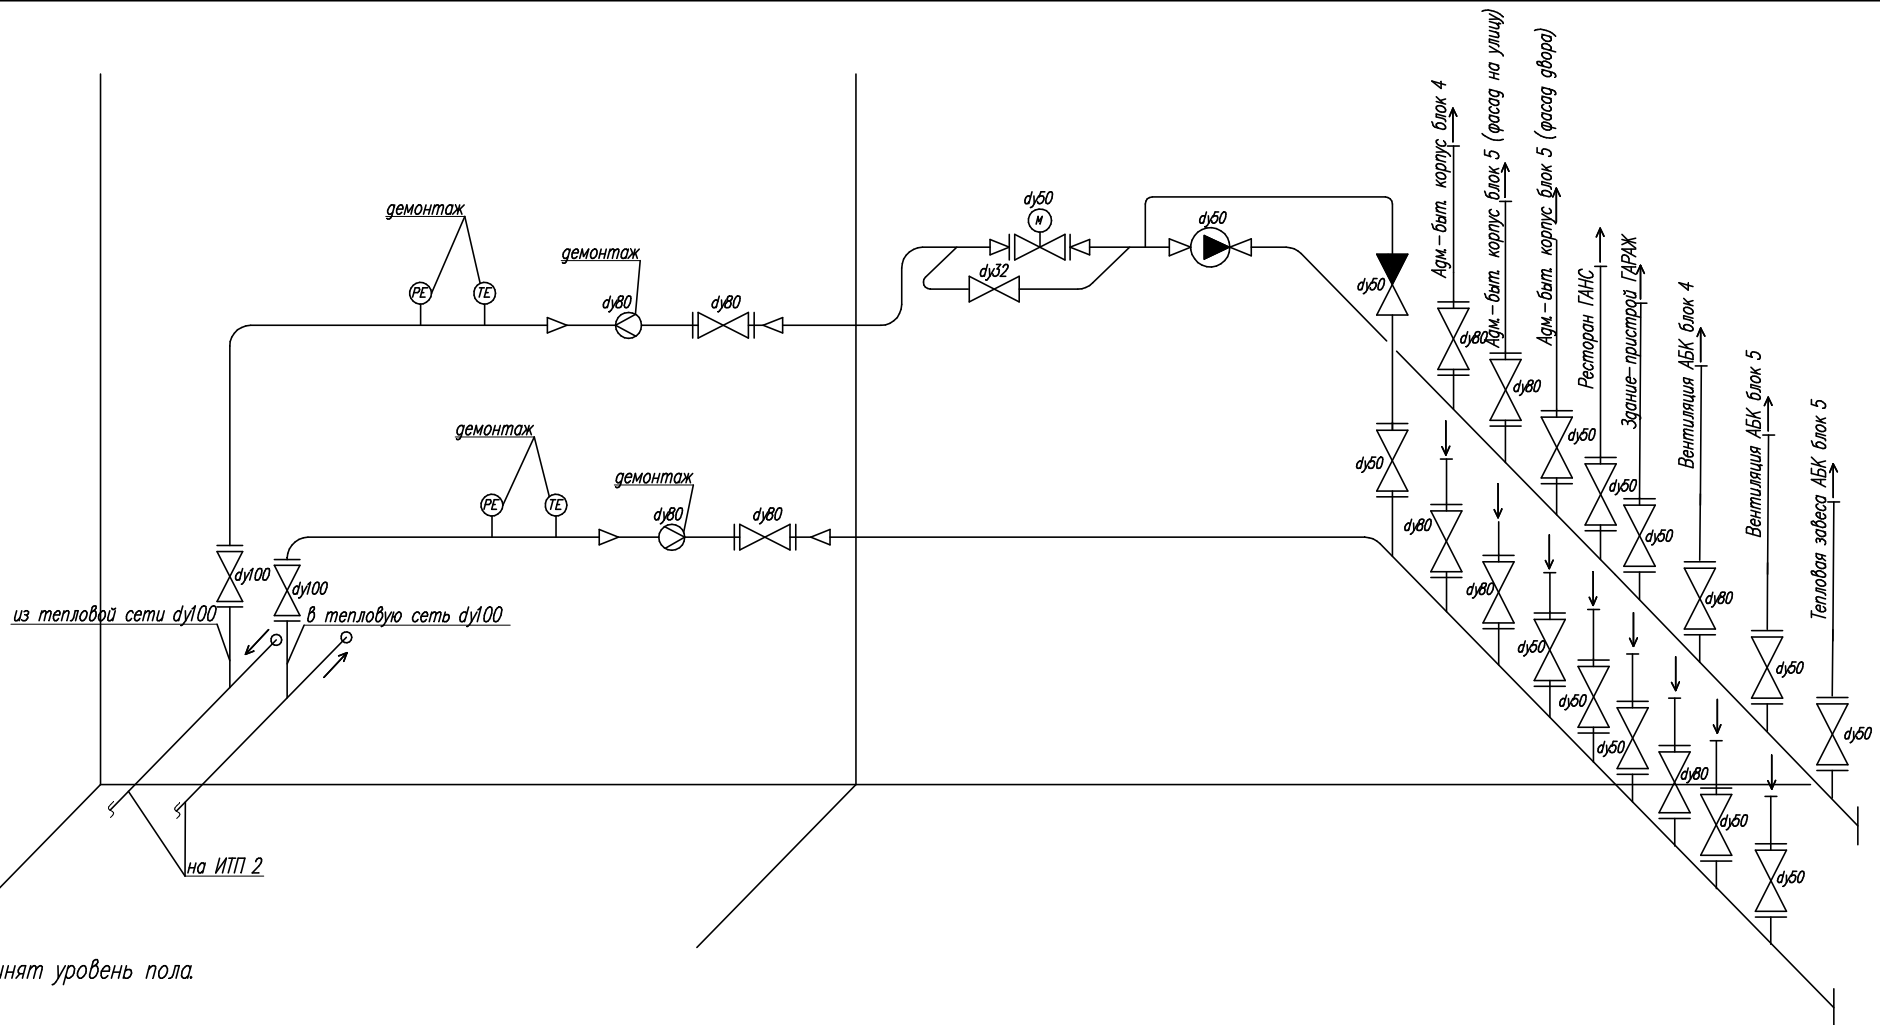 Адм.-быт. корпус блок 4
Адм.-быт. корпус блок 5 (фасад на улицу)
Адм.-быт. корпус блок 5 (фасад двора)
Ресторан ГАНС
Здание-пристрой ГАРАЖ
Вентиляция АБК блок 4
Вентиляция АБК блок 5
Тепловая завеса АБК блок 5
демонтаж
PE
TE
демонтаж
dy80
dy80
dy50
М
dy32
dy50
dy50
dy80
dy80
dy50
dy50
dy50
dy80
dy50
dy50
демонтаж
PE
TE
демонтаж
dy80
dy80
dy50
dy80
dy80
dy50
dy50
dy50
dy80
dy50
dy50
dy100
dy100
из тепловой сети dy100
в тепловую сеть dy100
на ИТП 2
нят уровень пола.